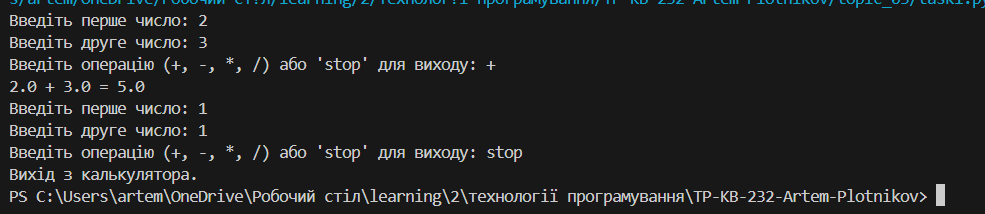 s/artem/OneDrive/Робочий стіл/learning/2/технології програмування/TP-KB-232-Artem-Plotnikov/topic_03/task1.py
Введіть перше число: 2
Введіть друге число: 3
Введіть операцію (+, -, *, /) або 'stop' для виходу: +
2.0 + 3.0 = 5.0
Введіть перше число: 1
Введіть друге число: 1
Введіть операцію (+, -, *, /) або 'stop' для виходу: stop
Вихід з калькулятора.
PS C:\Users\artem\OneDrive\Робочий стіл\learning\2\технології програмування\TP-KB-232-Artem-Plotnikov>